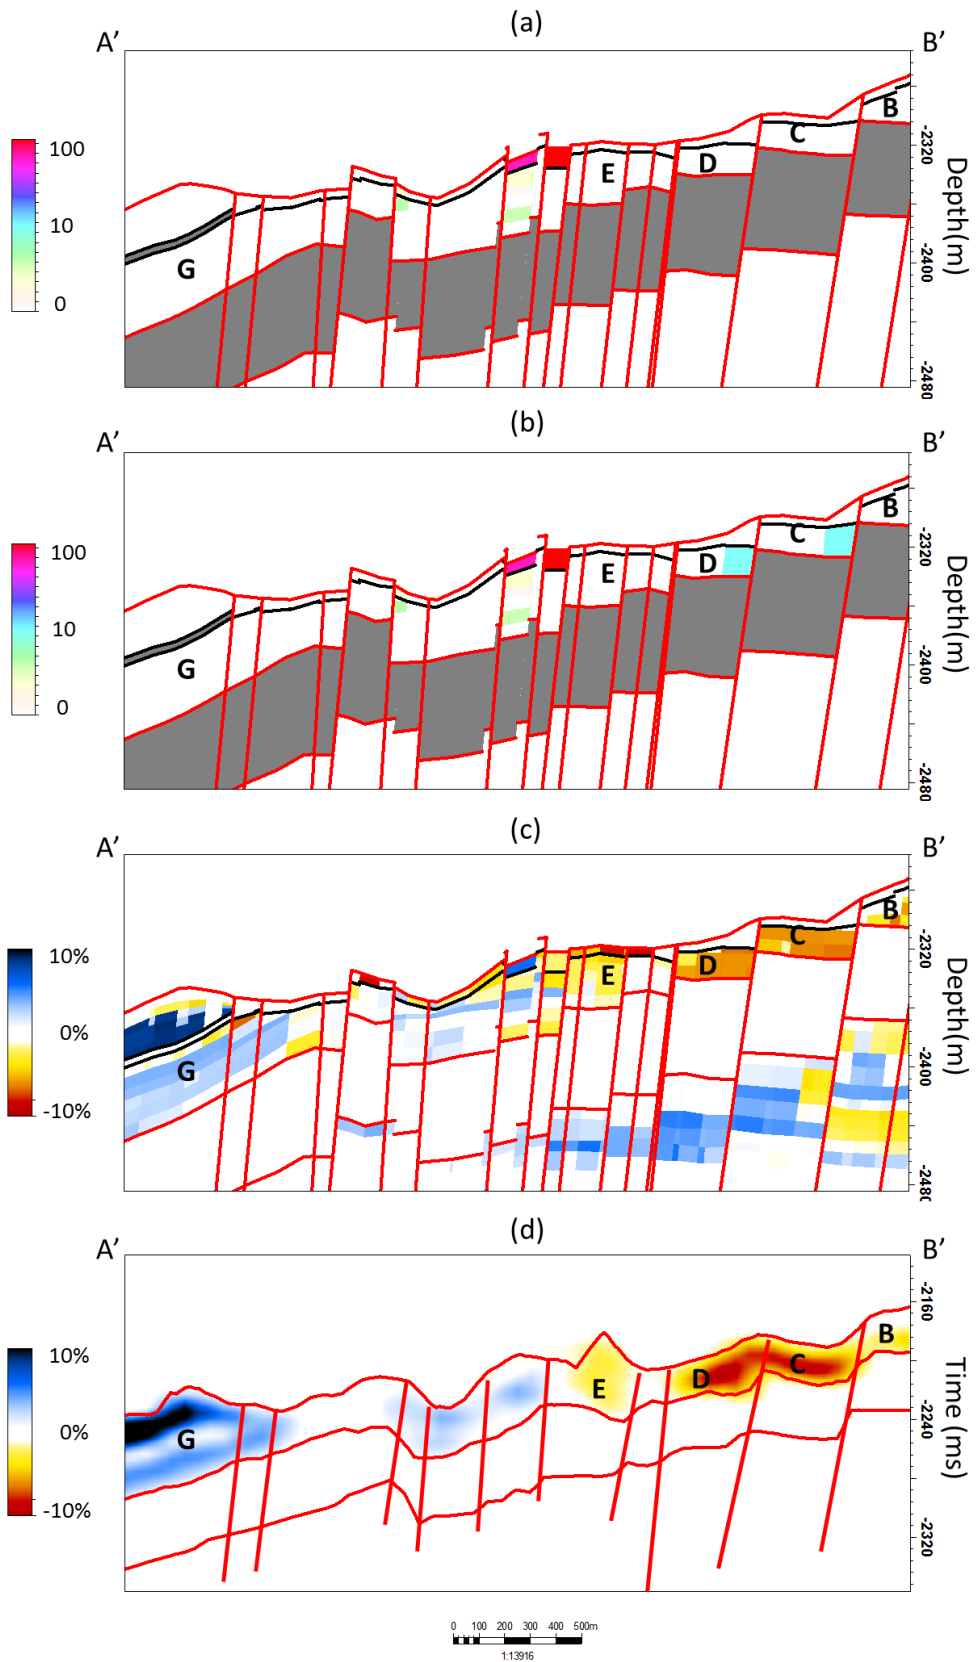 (a)
A’ B’
100
10
0
B
C
D
E
G
-2320
-2400
-2480
Depth(m)
(b)
A’ B’
100
10
0
B
C
D
E
G
-2320
-2400
-2480
Depth(m)
(c)
A’ B’
10%
0%
-10%
B
C
D
E
G
-2320
-2400
-2480
Depth(m)
(d)
A’ B’
10%
0%
-10%
B
C
D
E
G
-2160
-2240
-2320
Time (ms)
0 100 200 300 400 500m
1:13916